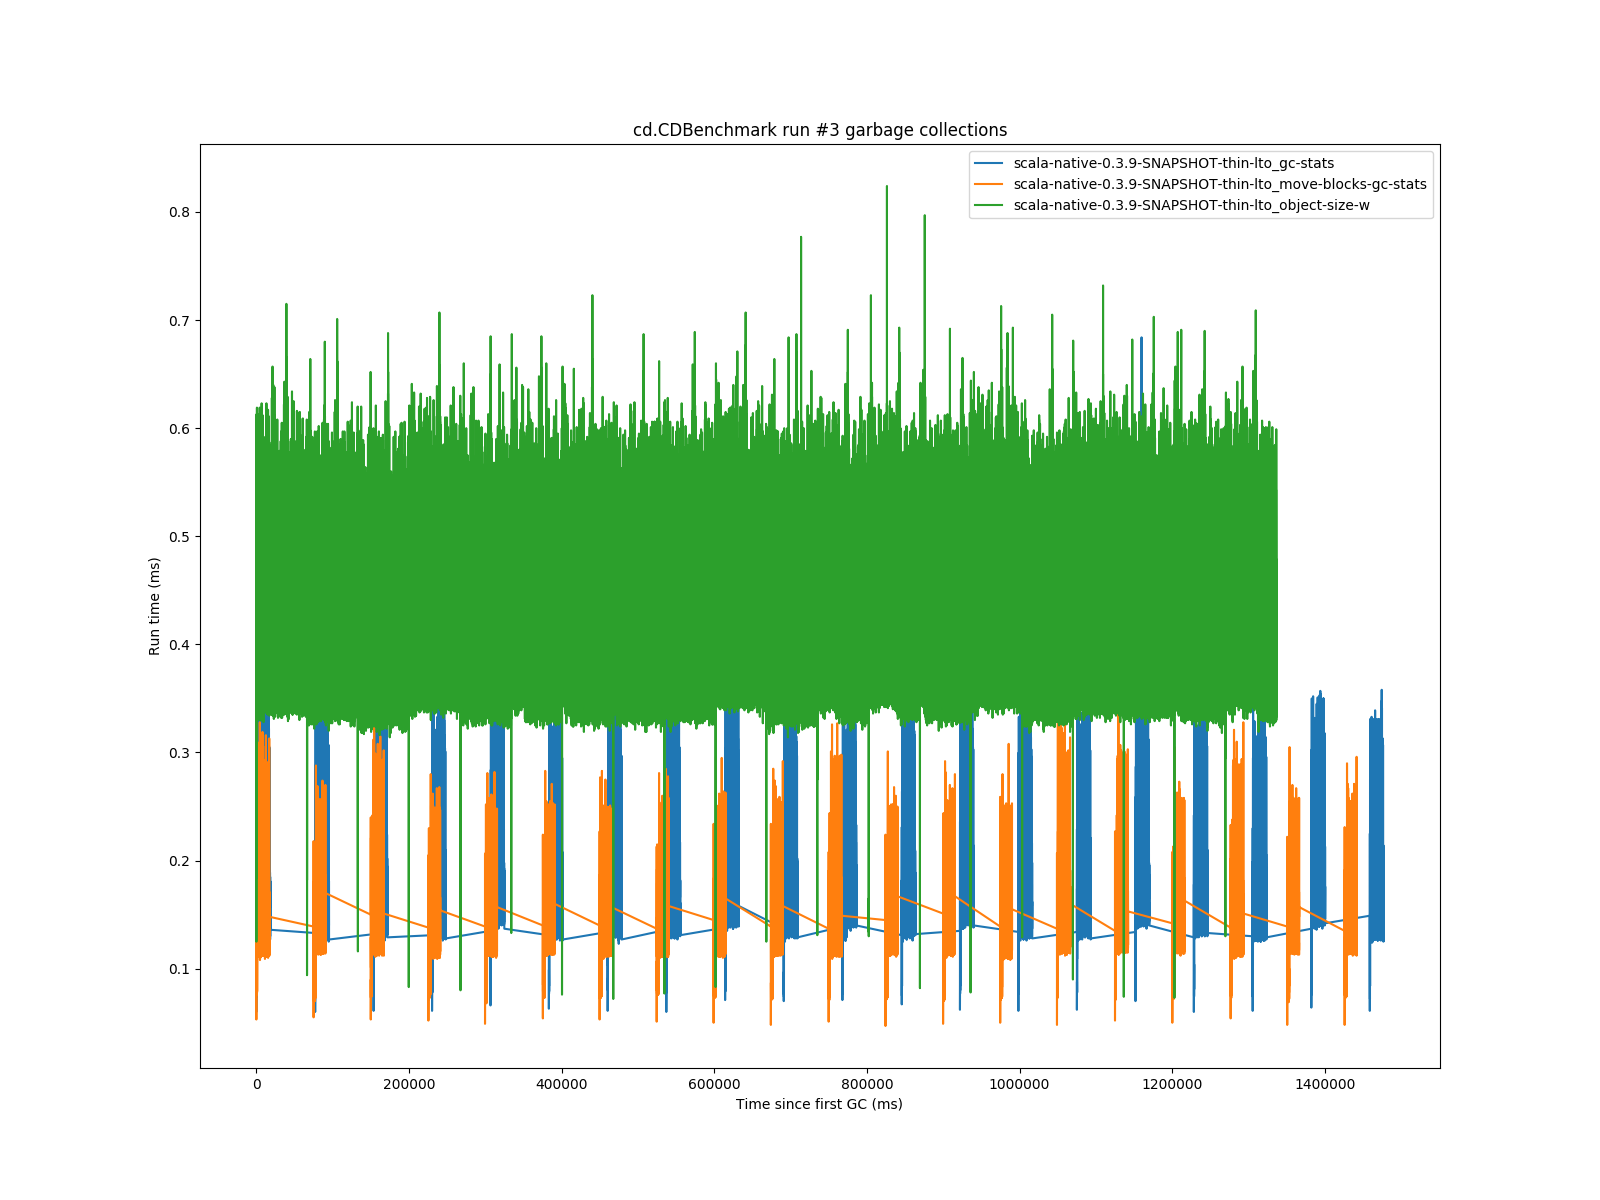 cd.CDBenchmark run #3 garbage collections
scala-native-0.3.9-SNAPSHOT-thin-lto_gc-stats
scala-native-0.3.9-SNAPSHOT-thin-lto_move-blocks-gc-stats
scala-native-0.3.9-SNAPSHOT-thin-lto_object-size-w
0.8
0.7
0.6
0.5
0.4
0.3
0.2
0.1
Run time (ms)
0 200000 400000 600000 800000 1000000 1200000 1400000
Time since first GC (ms)